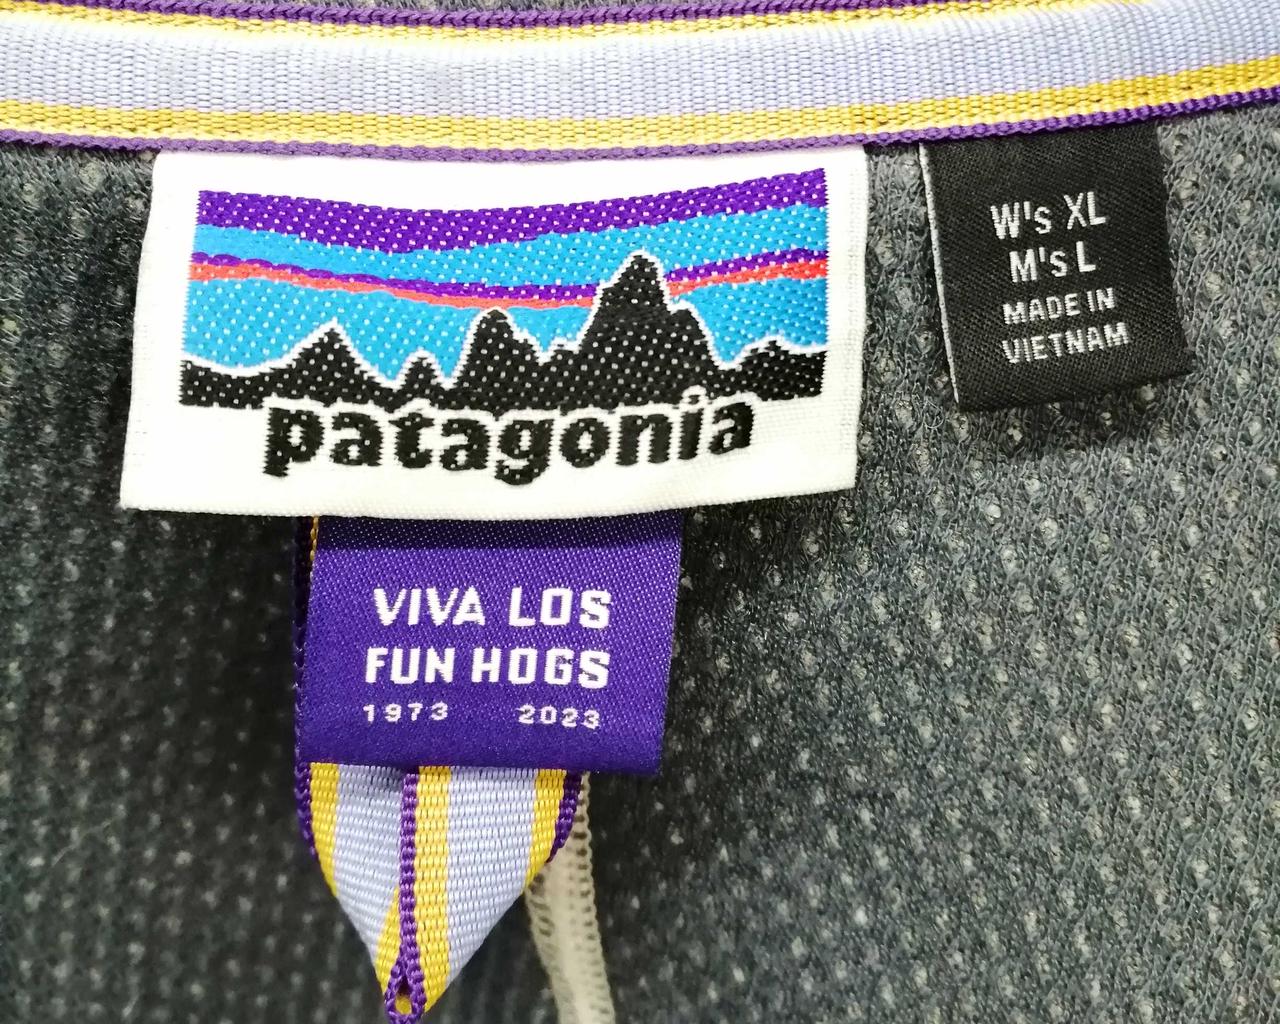 patagonia
W's XL
M's L
MADE IN
VIETNAM
VIVA LOS
FUN HOGS
1973 2023